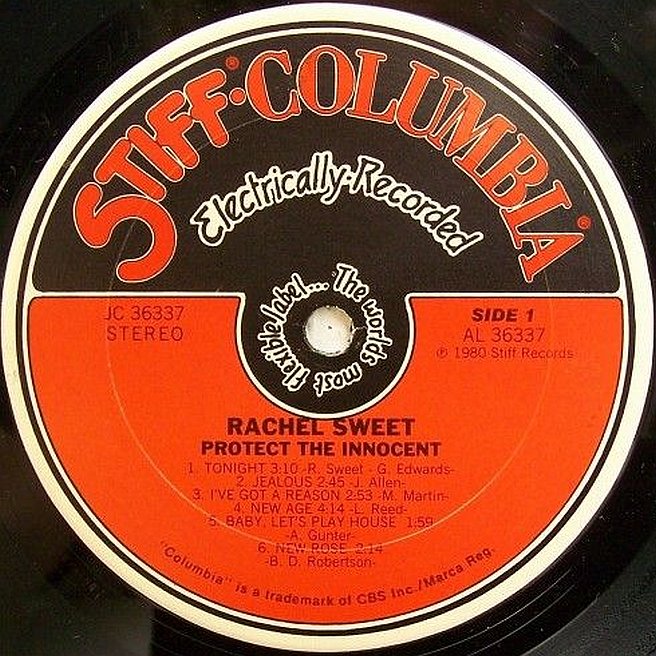 STIFF®·COLUMBIA®
Electrically·Recorded
The worlds most flexible label....
JC 36337
STEREO
SIDE 1
AL 36337
℗ 1980 Stiff Records
RACHEL SWEET
PROTECT THE INNOCENT
1. TONIGHT 3:10 -R. Sweet - G. Edwards-
2. JEALOUS 2:45 -J. Allen-
3. I'VE GOT A REASON 2:53 -M. Martin-
4. NEW AGE 4:14 -L. Reed-
5. BABY, LET'S PLAY HOUSE 1:59
-A. Gunter-
6. NEW ROSE 2:14
-B. D. Robertson-
"Columbia" is a trademark of CBS Inc./Marca Reg.